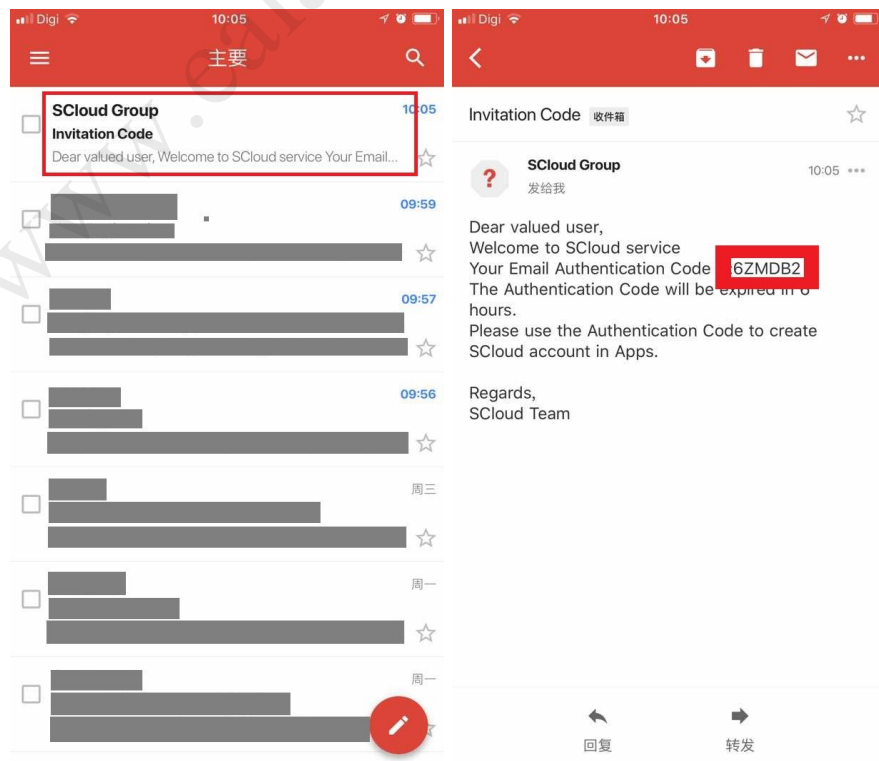 Digi 10:05
主要
SCloud Group 10:05
Invitation Code
Dear valued user, Welcome to SCloud service Your Email...
09:59
09:57
09:56
周三
周一
周一
Digi 10:05
Invitation Code 收件箱
SCloud Group 10:05
发给我
Dear valued user,
Welcome to SCloud service
Your Email Authentication Code :6ZMDB2
The Authentication Code will be expired in 6
hours.
Please use the Authentication Code to create
SCloud account in Apps.
Regards,
SCloud Team
回复 转发